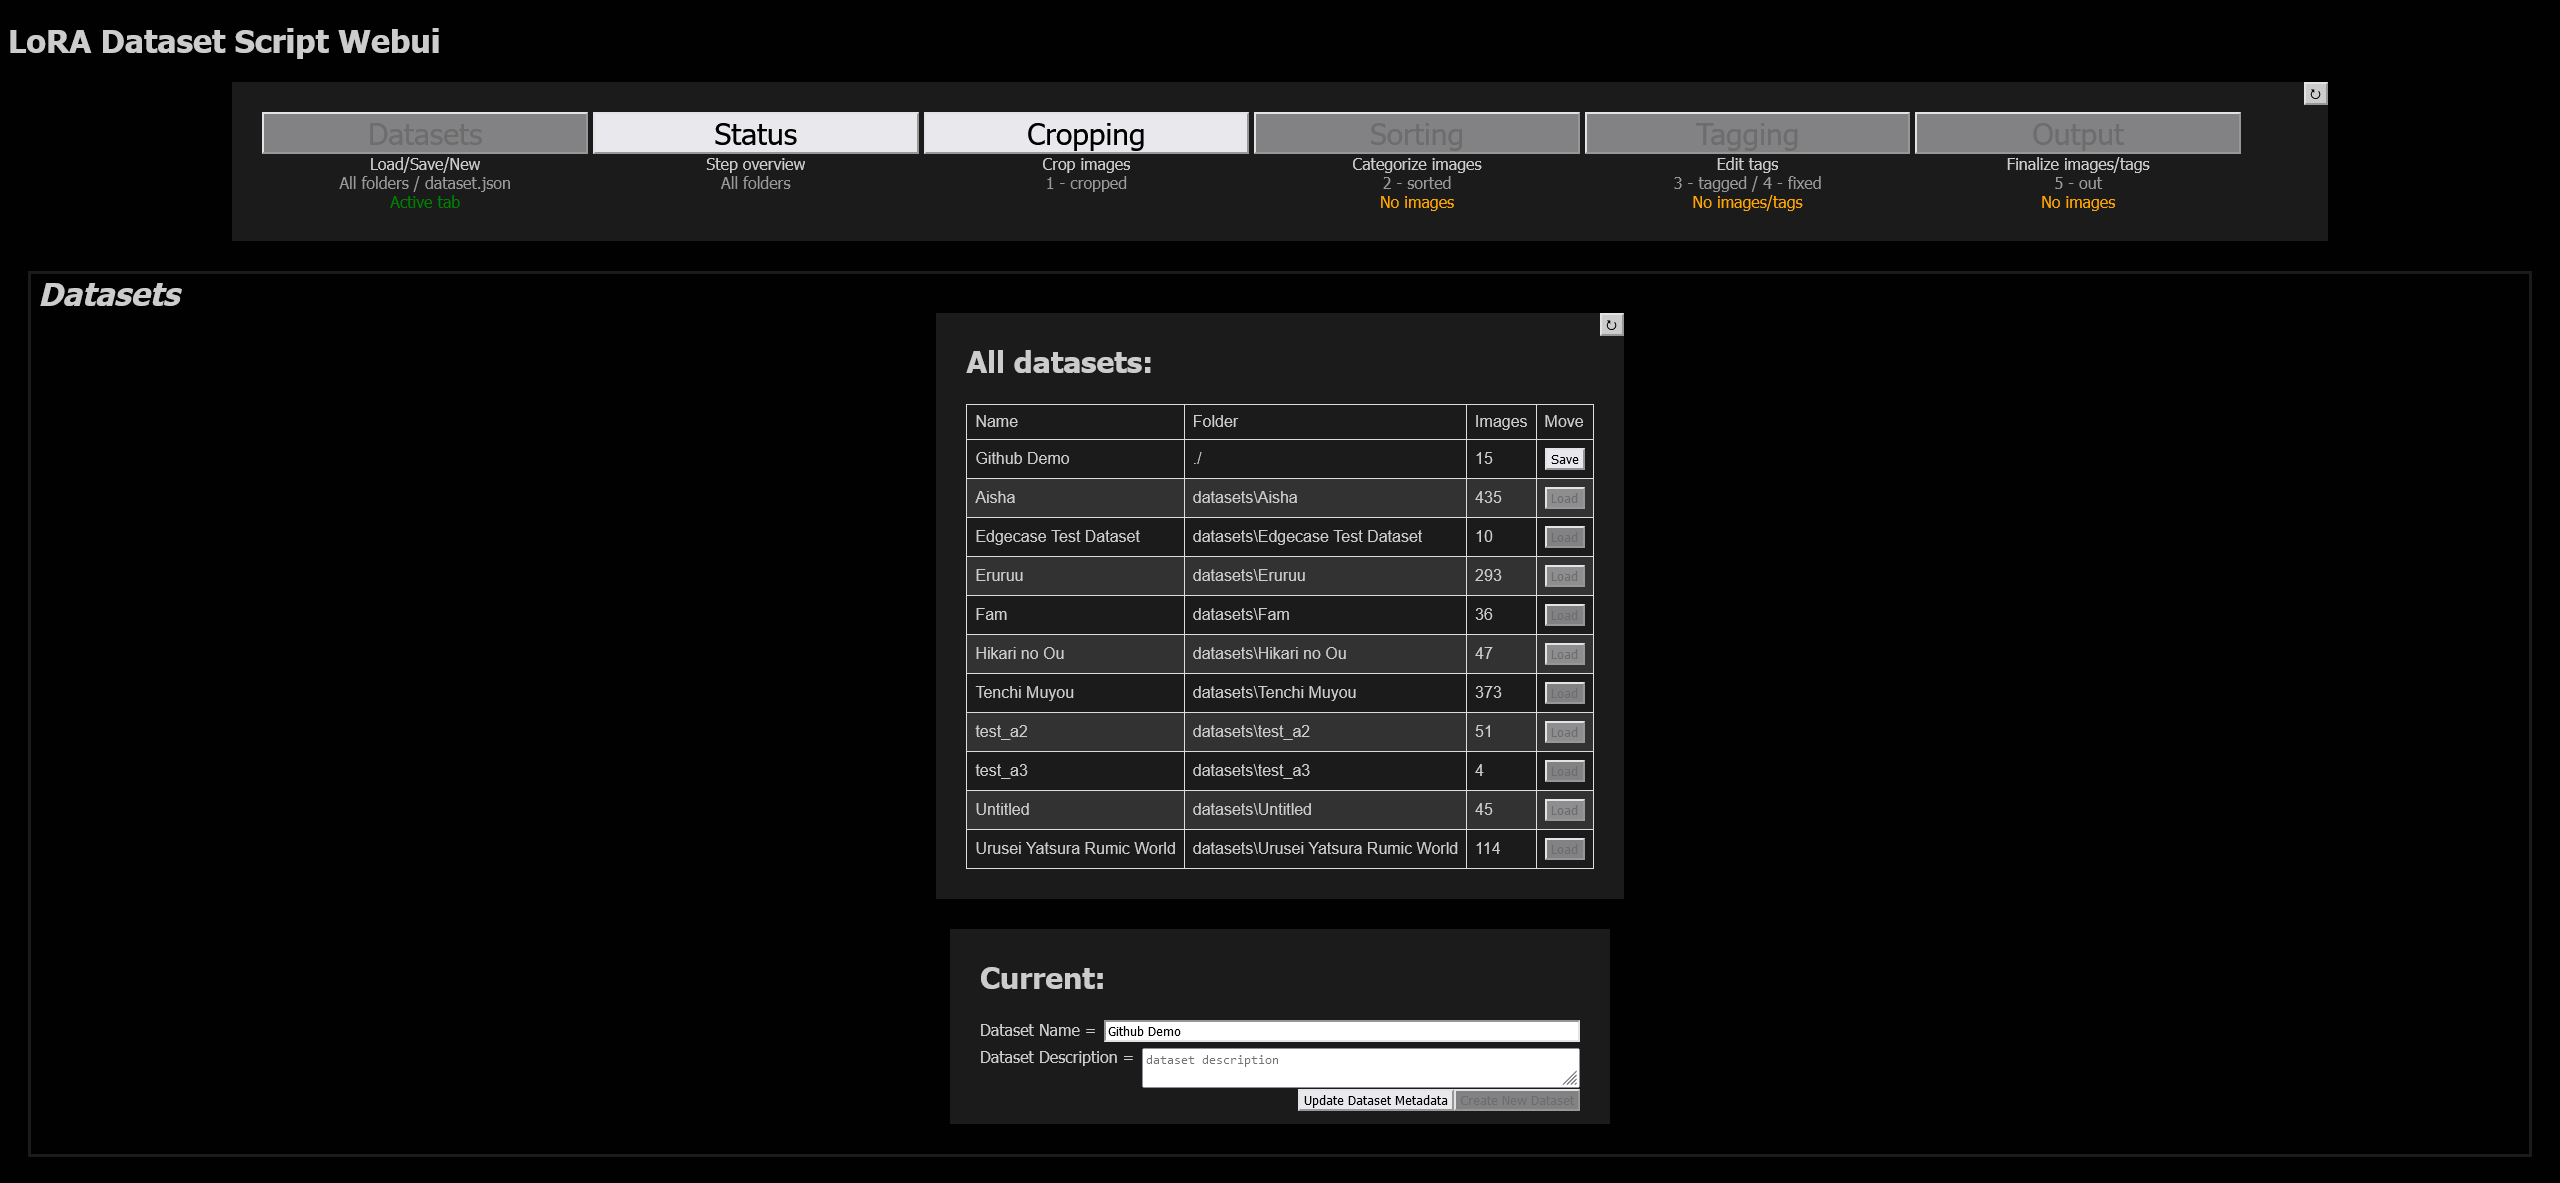 LoRA Dataset Script Webui
↻
Datasets Status Cropping Sorting Tagging Output
Load/Save/New Step overview Crop images Categorize images Edit tags Finalize images/tags
All folders / dataset.json All folders 1 - cropped 2 - sorted 3 - tagged / 4 - fixed 5 - out
Active tab No images No images/tags No images
Datasets
↻
All datasets:
Name Folder Images Move
Github Demo ./ 15 Save
Aisha datasets\Aisha 435 Load
Edgecase Test Dataset datasets\Edgecase Test Dataset 10 Load
Eruruu datasets\Eruruu 293 Load
Fam datasets\Fam 36 Load
Hikari no Ou datasets\Hikari no Ou 47 Load
Tenchi Muyou datasets\Tenchi Muyou 373 Load
test_a2 datasets\test_a2 51 Load
test_a3 datasets\test_a3 4 Load
Untitled datasets\Untitled 45 Load
Urusei Yatsura Rumic World datasets\Urusei Yatsura Rumic World 114 Load
Current:
Dataset Name = Github Demo
Dataset Description = dataset description
Update Dataset Metadata Create New Dataset